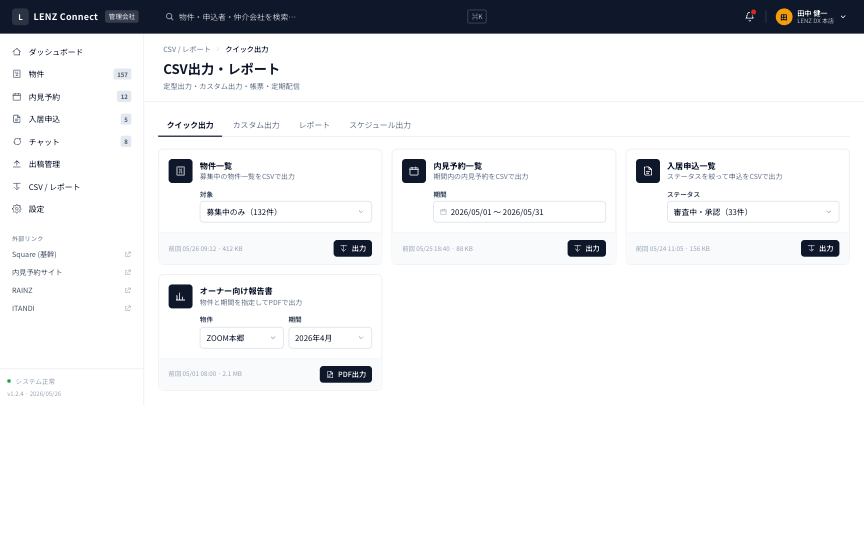 L LENZ Connect 管理会社
物件・申込者・仲介会社を検索…
⌘K
田 田中 健一
LENZ DX 本店
ダッシュボード
物件 157
内見予約 12
入居申込 5
チャット 8
出稿管理
CSV / レポート
設定
外部リンク
Square (基幹)
内見予約サイト
RAINZ
ITANDI
システム正常
v1.2.4 · 2026/05/26
CSV / レポート › クイック出力
CSV出力・レポート
定型出力・カスタム出力・帳票・定期配信
クイック出力 カスタム出力 レポート スケジュール出力
物件一覧
募集中の物件一覧をCSVで出力
対象
募集中のみ（132件）
前回 05/26 09:12 · 412 KB 出力
内見予約一覧
期間内の内見予約をCSVで出力
期間
2026/05/01 〜 2026/05/31
前回 05/25 18:40 · 88 KB 出力
入居申込一覧
ステータスを絞って申込をCSVで出力
ステータス
審査中・承認（33件）
前回 05/24 11:05 · 156 KB 出力
オーナー向け報告書
物件と期間を指定してPDFで出力
物件 期間
ZOOM本郷 2026年4月
前回 05/01 08:00 · 2.1 MB PDF出力